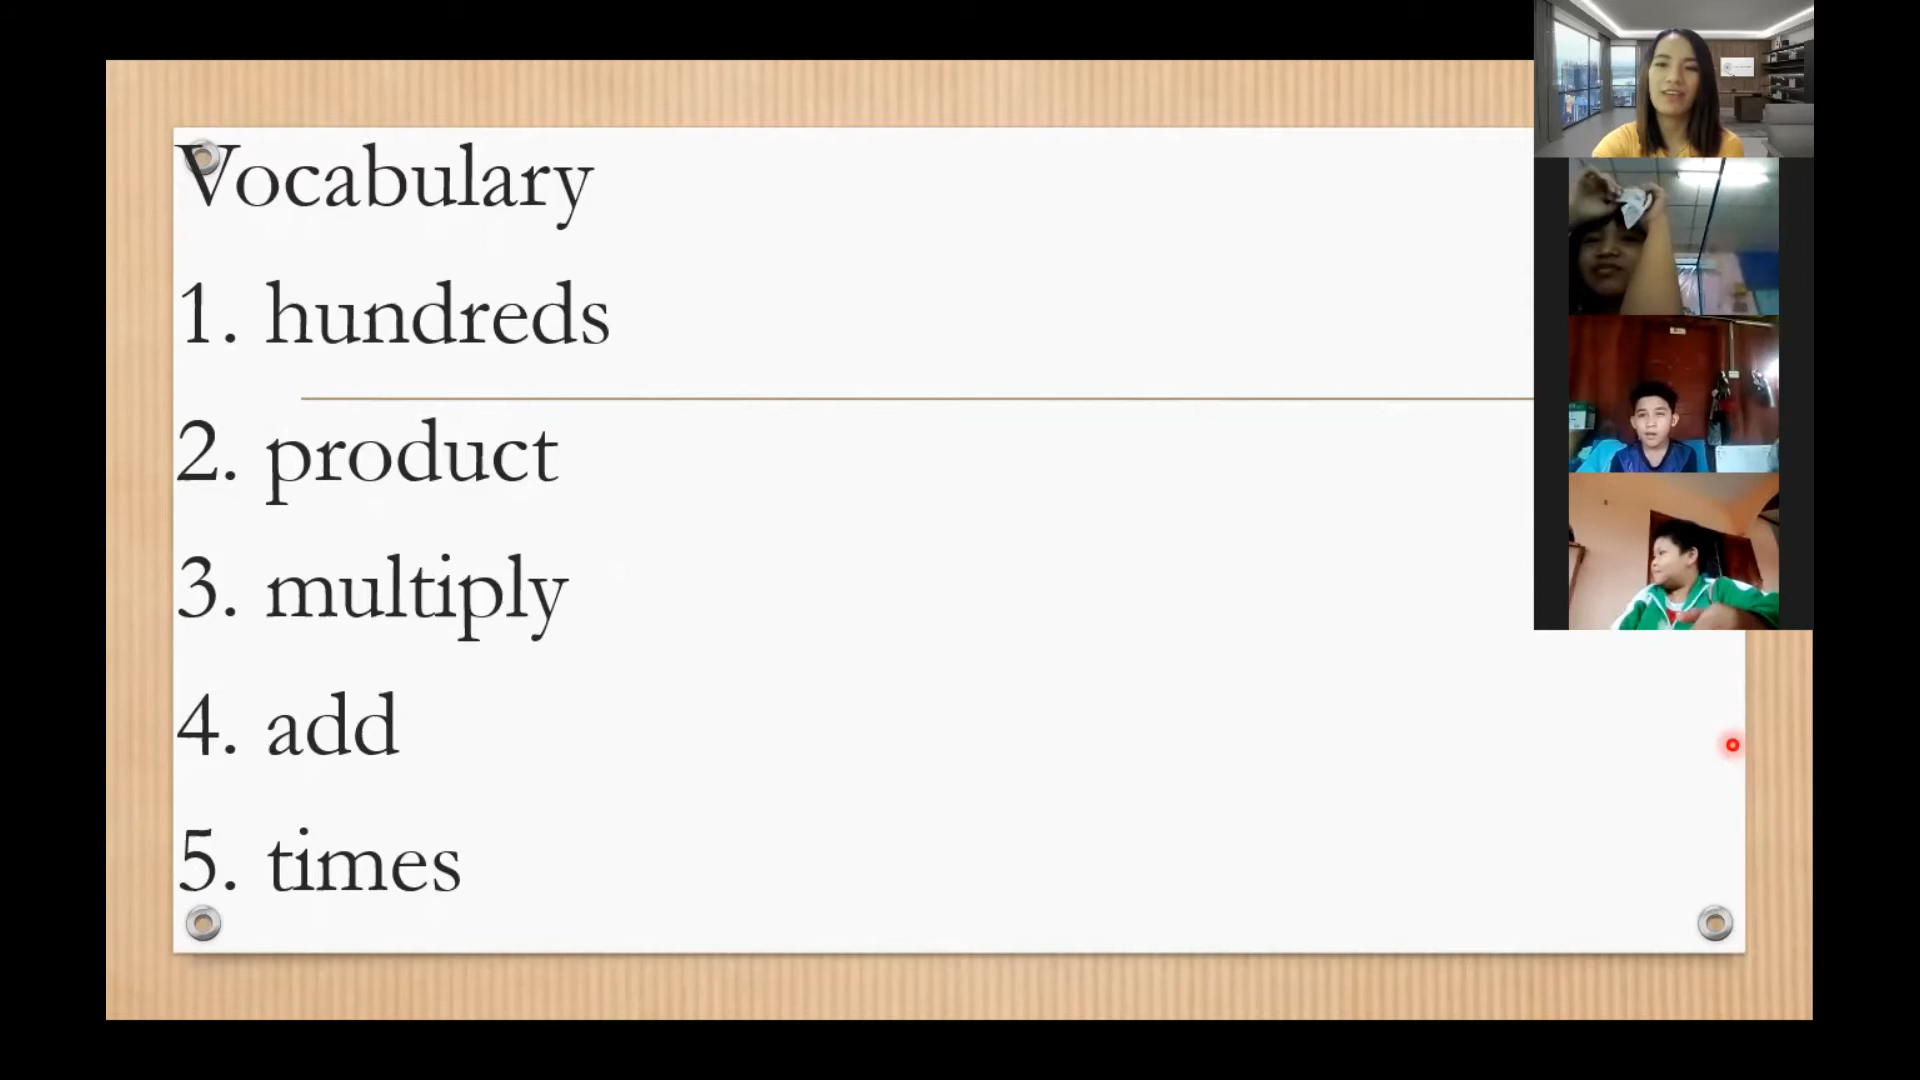 Vocabulary
1. hundreds
2. product
3. multiply
4. add
5. times